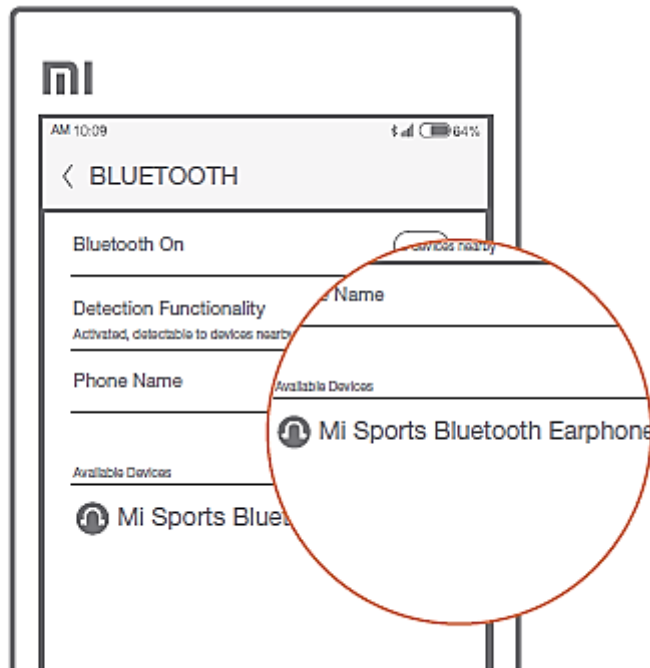 mi
AM 10:09 64%
< BLUETOOTH
Bluetooth On
devices nearby
Detection Functionality
Activated, detectable to devices nearby
Name
Phone Name
Available Devices
Mi Sports Bluetooth Earphone
Available Devices
Mi Sports Bluet